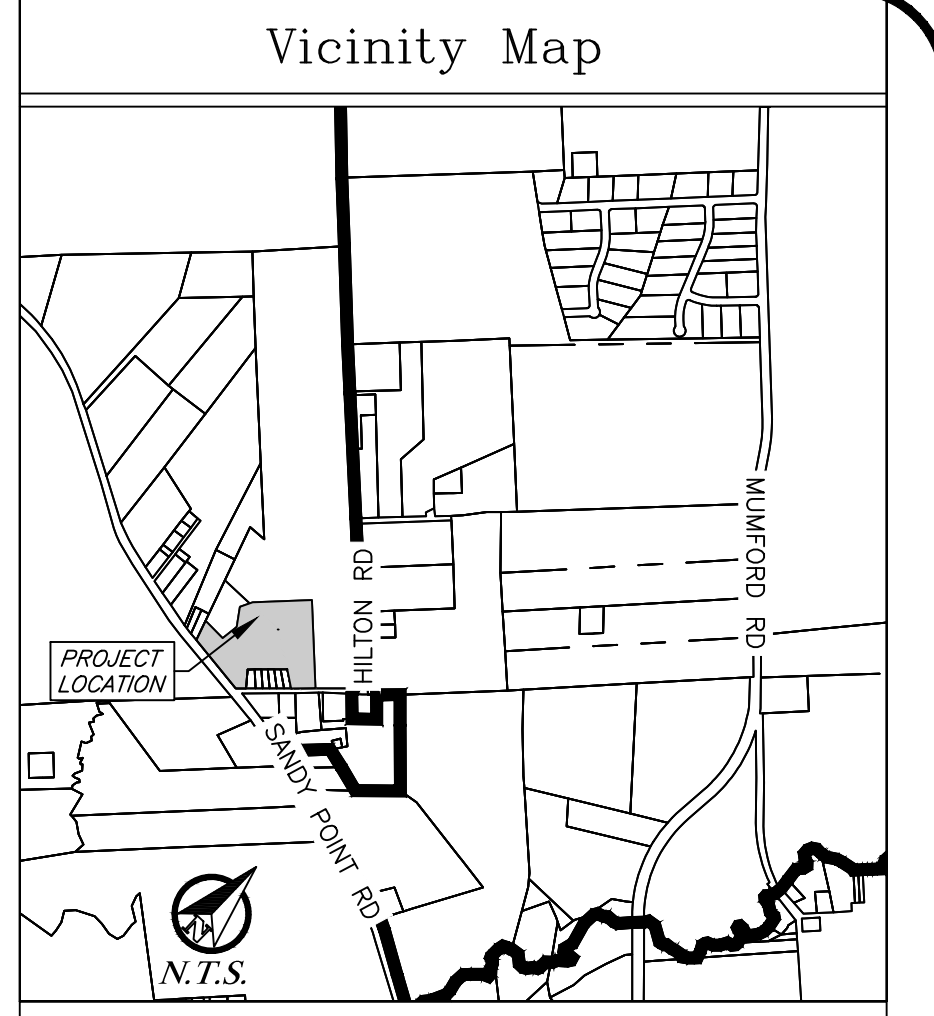 Vicinity Map
MUMFORD RD
HILTON RD
PROJECT
LOCATION
SANDY POINT RD
N
N.T.S.